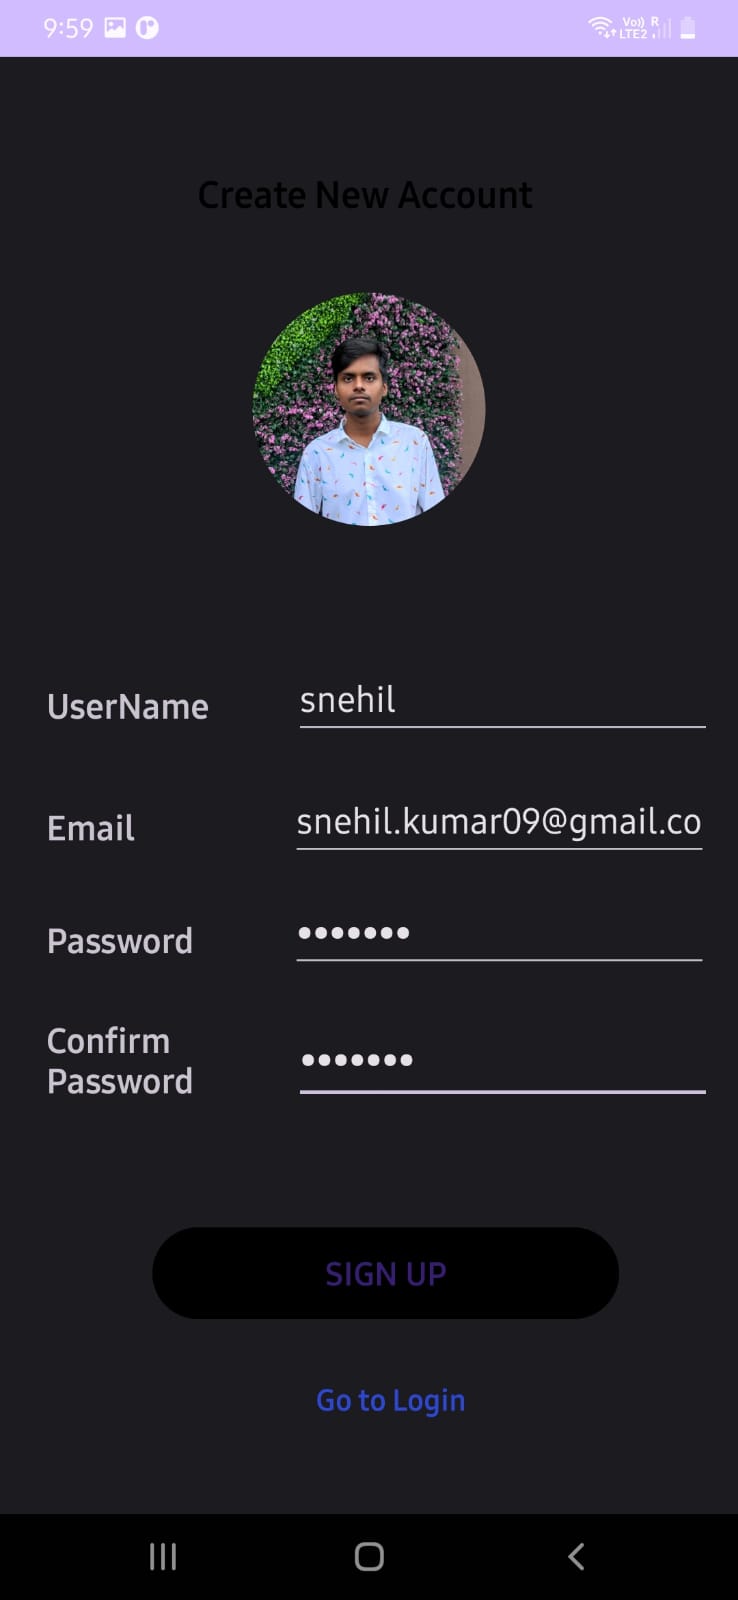 9:59 Vo)) R
LTE2
Create New Account
UserName snehil
Email snehil.kumar09@gmail.co
Password •••••••
Confirm
Password •••••••
SIGN UP
Go to Login